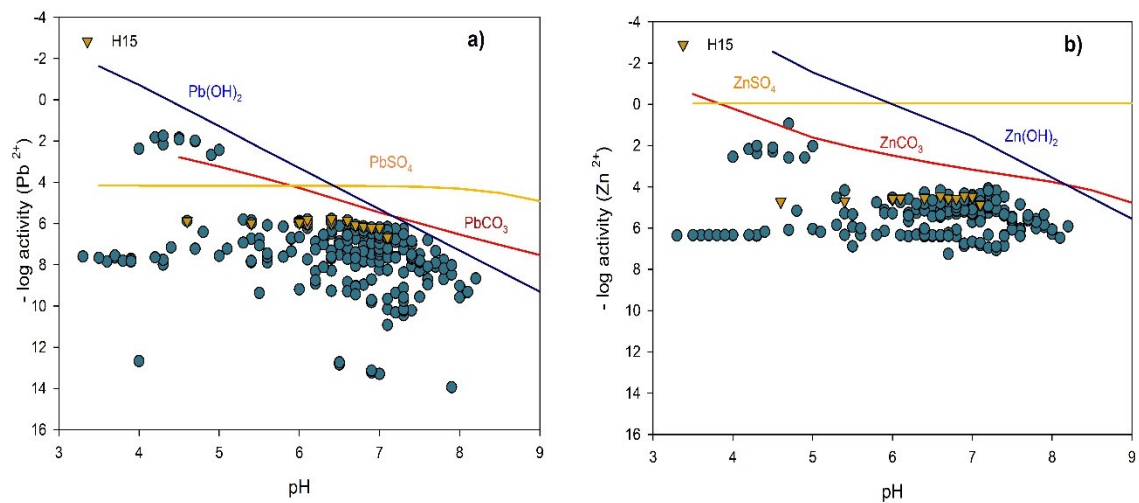 H15
a)
Pb(OH)2
PbSO4
PbCO3
- log activity (Pb 2+)
-4
-2
0
2
4
6
8
10
12
14
16
3 4 5 6 7 8 9
pH
H15
b)
ZnSO4
ZnCO3
Zn(OH)2
- log activity (Zn 2+)
-4
-2
0
2
4
6
8
10
12
14
16
3 4 5 6 7 8 9
pH